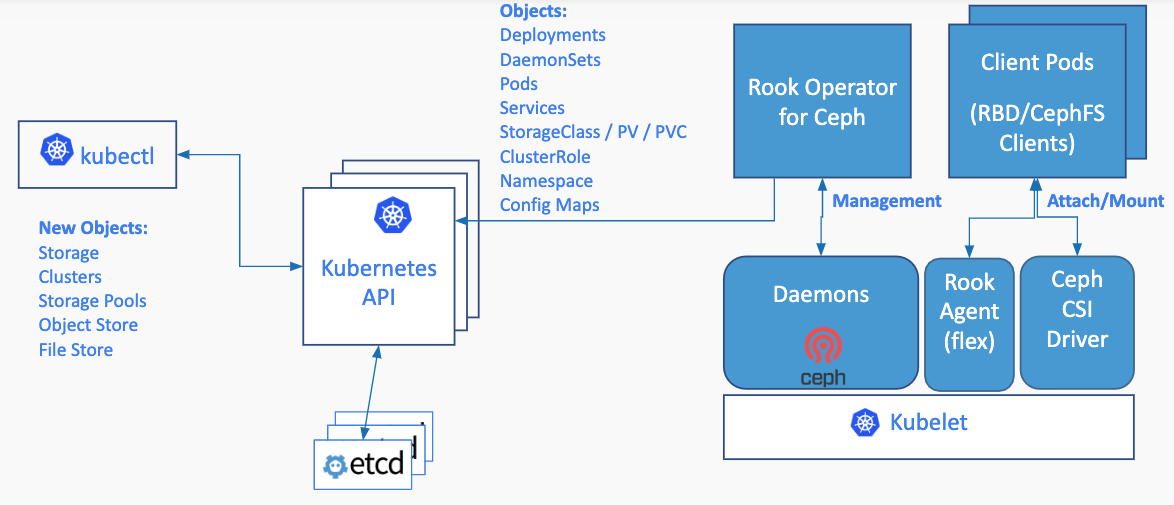 Objects:
Deployments
DaemonSets
Pods
Services
StorageClass / PV / PVC
ClusterRole
Namespace
Config Maps
Rook Operator
for Ceph
Client Pods
(RBD/CephFS
Clients)
kubectl
New Objects:
Storage
Clusters
Storage Pools
Object Store
File Store
Kubernetes
API
etcd
Management
Attach/Mount
Daemons
ceph
Rook
Agent
(flex)
Ceph
CSI
Driver
Kubelet